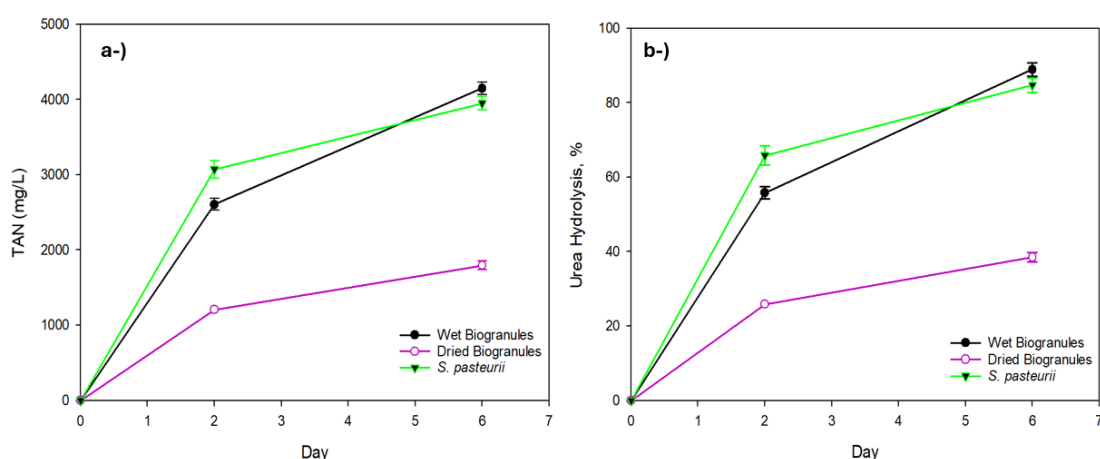 a-)
TAN (mg/L)
5000
4000
3000
2000
1000
0
0 1 2 3 4 5 6 7
Day
Wet Biogranules
Dried Biogranules
S. pasteurii
b-)
Urea Hydrolysis, %
100
80
60
40
20
0
0 1 2 3 4 5 6 7
Day
Wet Biogranules
Dried Biogranules
S. pasteurii